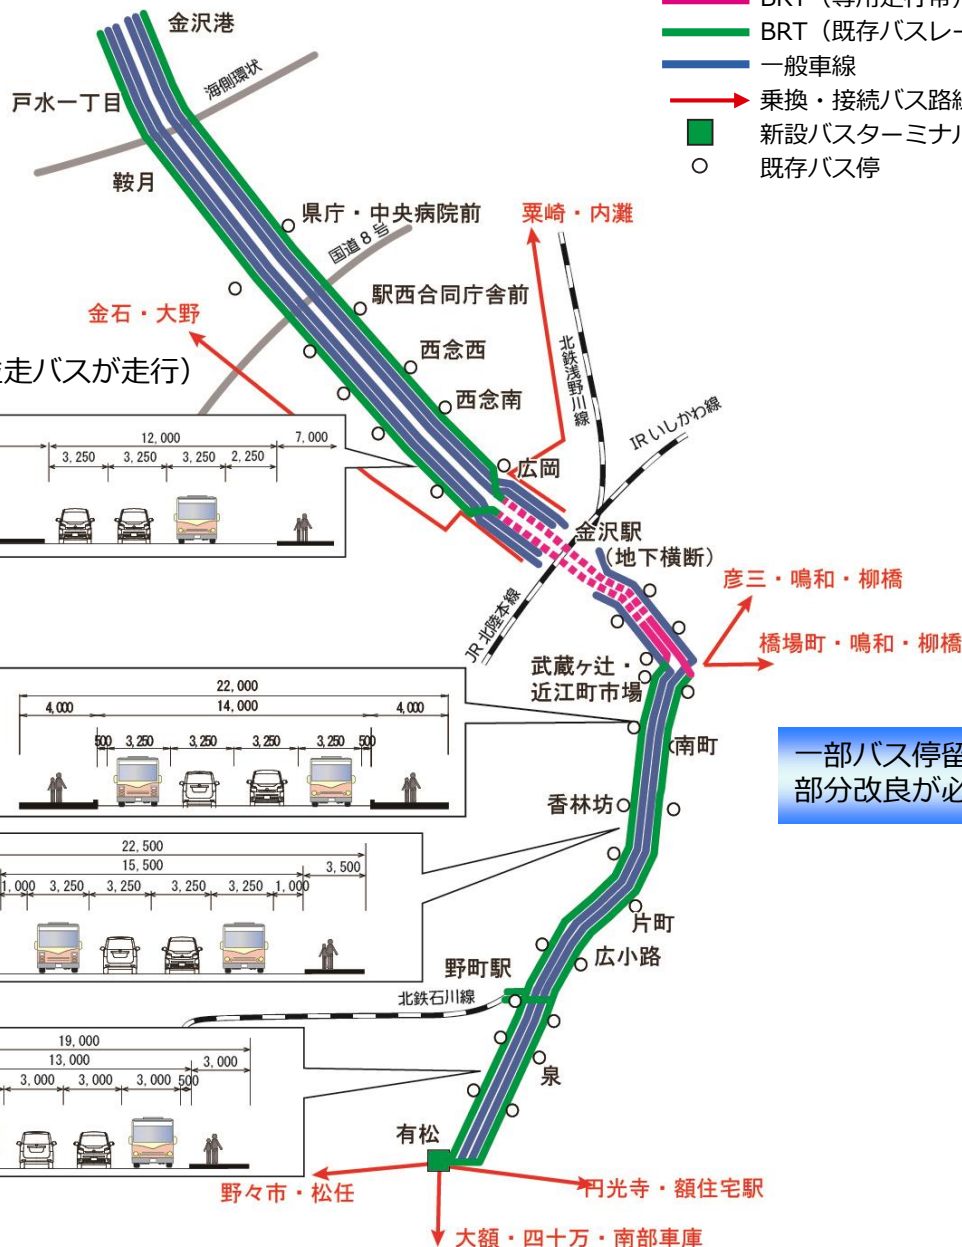 BRT（専用走行帯）
BRT（既存バスレー
一般車線
乗換・接続バス路線
新設バスターミナル
既存バス停
金沢港
海側環状
戸水一丁目
鞍月
県庁・中央病院前
国道8号
粟崎・内灘
駅西合同庁舎前
金石・大野
北鉄浅野川線
西念西
走バスが走行）
西念南
IRいしかわ線
12,000
7,000
3,250
3,250
3,250
2,250
広岡
金沢駅
（地下横断）
JR北陸本線
彦三・鳴和・柳橋
橋場町・鳴和・柳橋
武蔵ヶ辻・
近江町市場
22,000
4,000
14,000
4,000
500
3,250
3,250
3,250
3,250
500
南町
一部バス停留
部分改良が必
香林坊
22,500
15,500
3,500
1,000
3,250
3,250
3,250
3,250
1,000
片町
広小路
野町駅
北鉄石川線
19,000
13,000
3,000
3,000
3,000
3,000
500
泉
有松
野々市・松任
円光寺・額住宅駅
大額・四十万・南部車庫